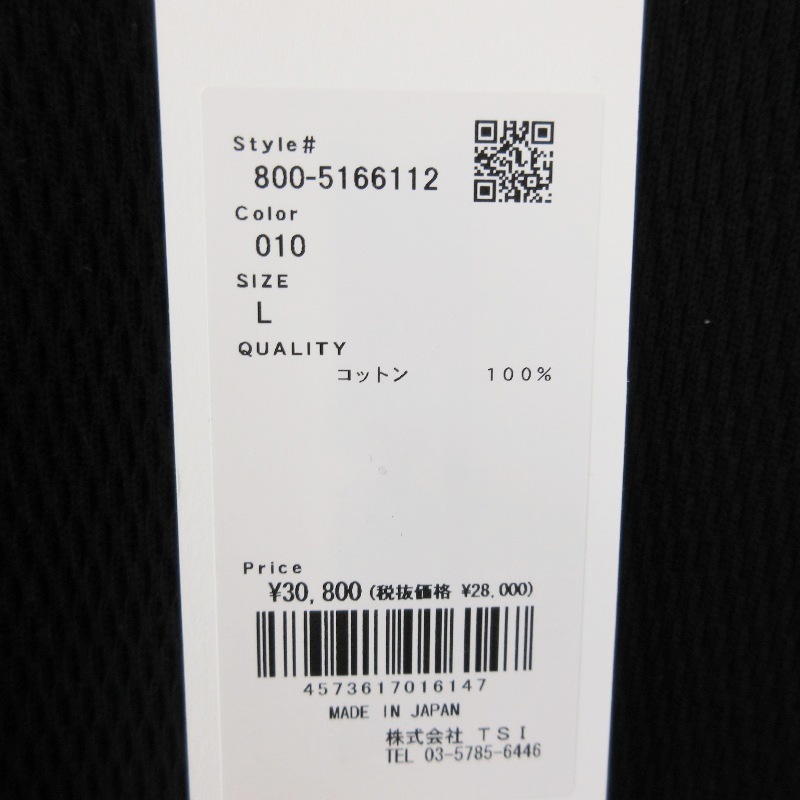 Style#
800-5166112
Color
010
SIZE
L
QUALITY
コットン 100%
Price
¥30,800 (税抜価格 ¥28,000)
4573617016147
MADE IN JAPAN
株式会社 TSI
TEL 03-5785-6446